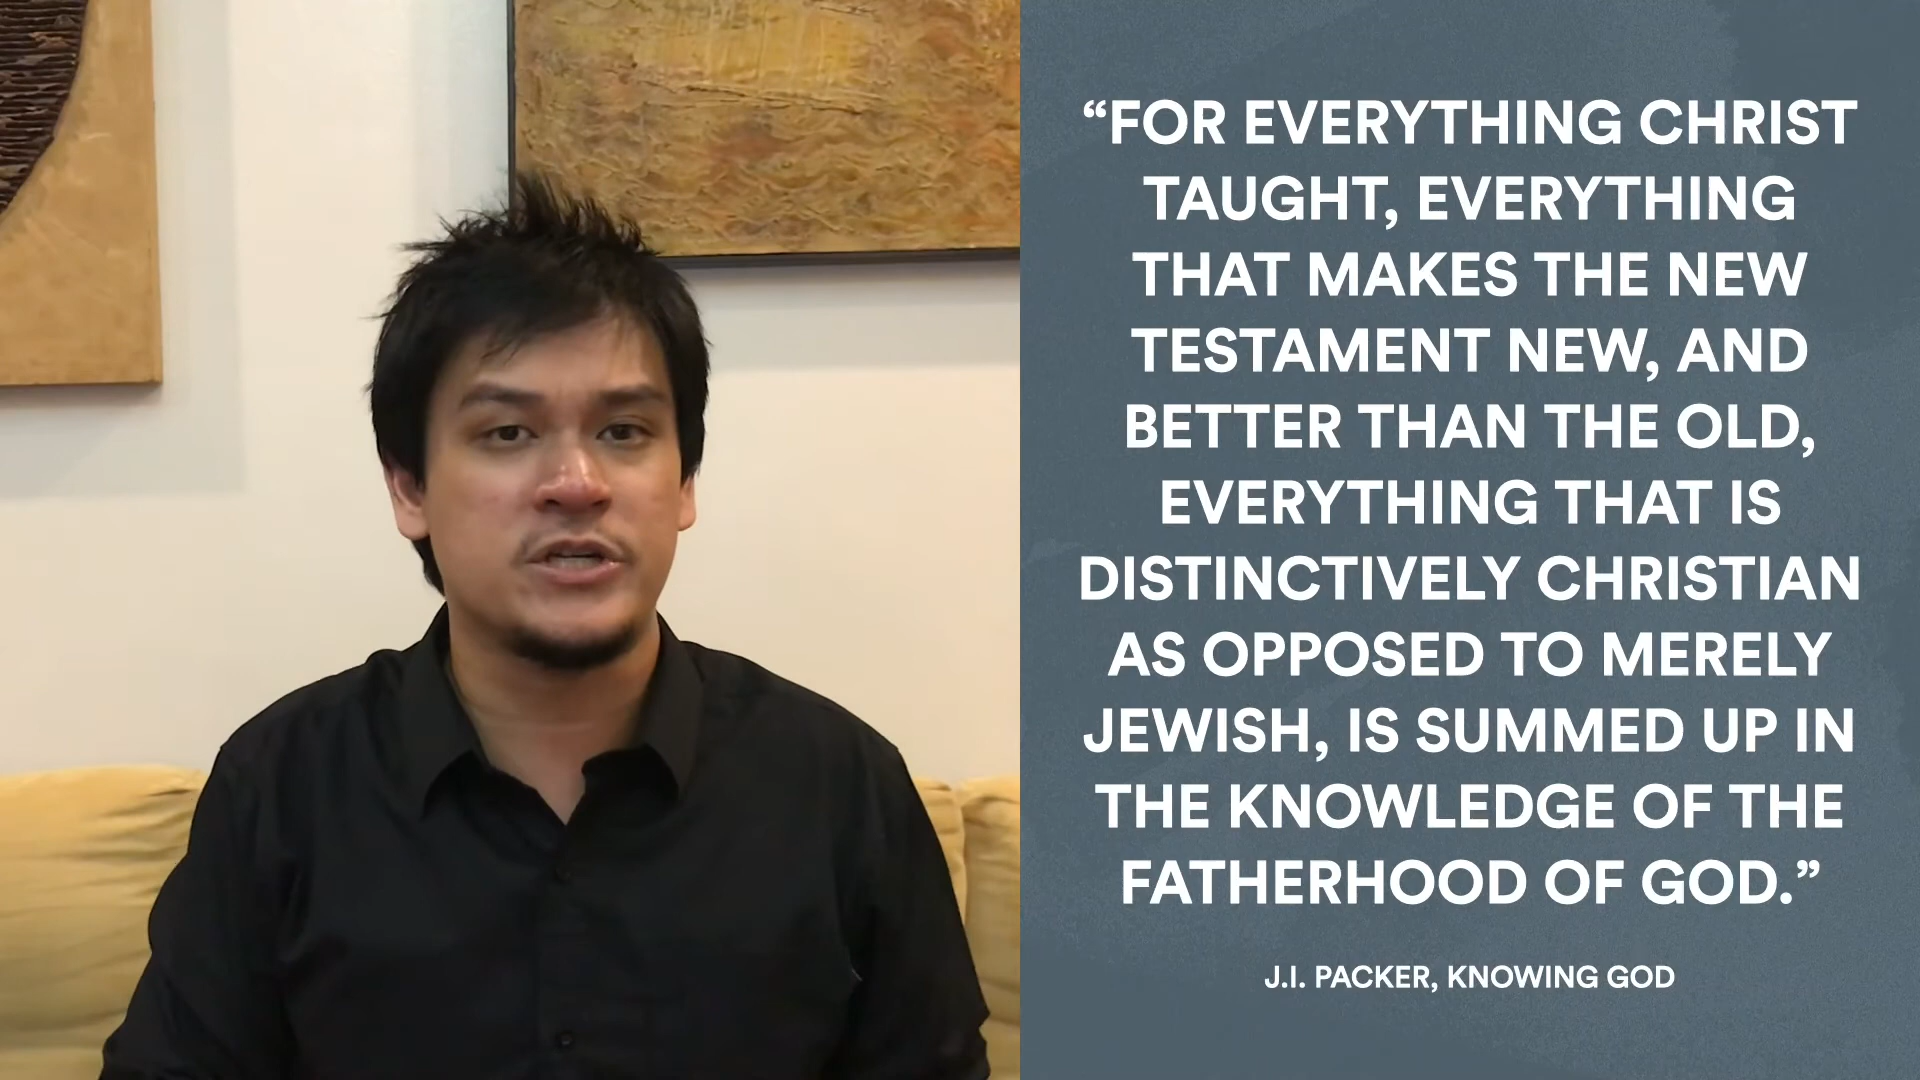 “FOR EVERYTHING CHRIST
TAUGHT, EVERYTHING
THAT MAKES THE NEW
TESTAMENT NEW, AND
BETTER THAN THE OLD,
EVERYTHING THAT IS
DISTINCTIVELY CHRISTIAN
AS OPPOSED TO MERELY
JEWISH, IS SUMMED UP IN
THE KNOWLEDGE OF THE
FATHERHOOD OF GOD.”
J.I. PACKER, KNOWING GOD